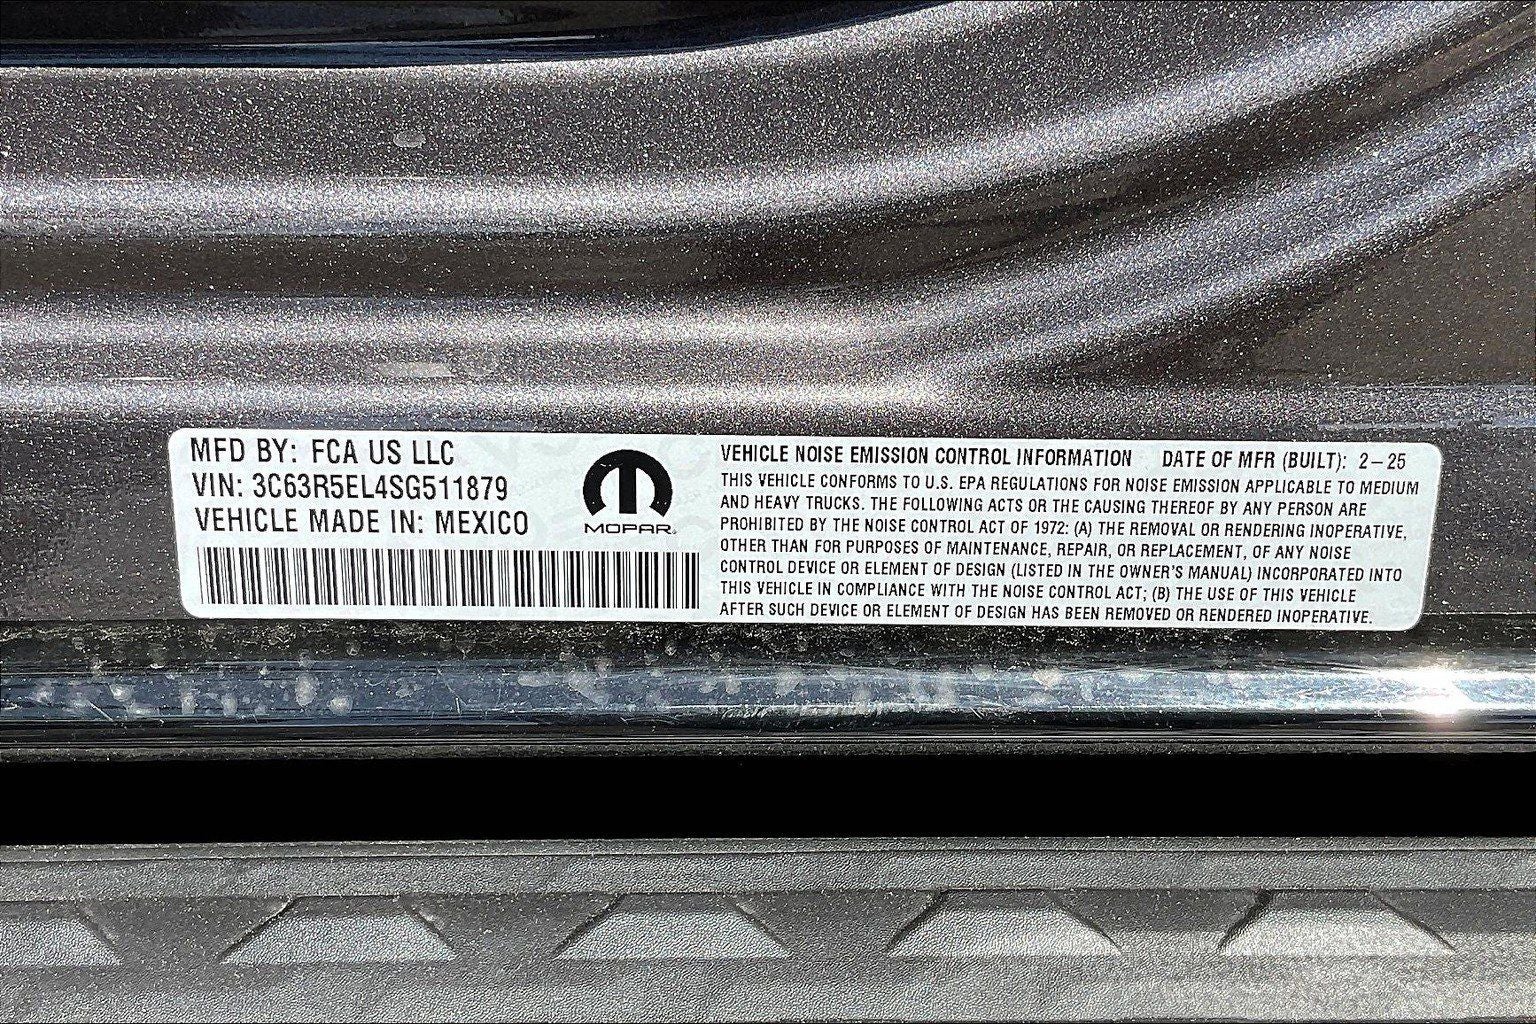 MFD BY: FCA US LLC
VIN: 3C63R5EL4SG511879
VEHICLE MADE IN: MEXICO
MOPAR
VEHICLE NOISE EMISSION CONTROL INFORMATION DATE OF MFR (BUILT): 2-25
THIS VEHICLE CONFORMS TO U.S. EPA REGULATIONS FOR NOISE EMISSION APPLICABLE TO MEDIUM
AND HEAVY TRUCKS. THE FOLLOWING ACTS OR THE CAUSING THEREOF BY ANY PERSON ARE
PROHIBITED BY THE NOISE CONTROL ACT OF 1972: (A) THE REMOVAL OR RENDERING INOPERATIVE,
OTHER THAN FOR PURPOSES OF MAINTENANCE, REPAIR, OR REPLACEMENT, OF ANY NOISE
CONTROL DEVICE OR ELEMENT OF DESIGN (LISTED IN THE OWNER'S MANUAL) INCORPORATED INTO
THIS VEHICLE IN COMPLIANCE WITH THE NOISE CONTROL ACT; (B) THE USE OF THIS VEHICLE
AFTER SUCH DEVICE OR ELEMENT OF DESIGN HAS BEEN REMOVED OR RENDERED INOPERATIVE.